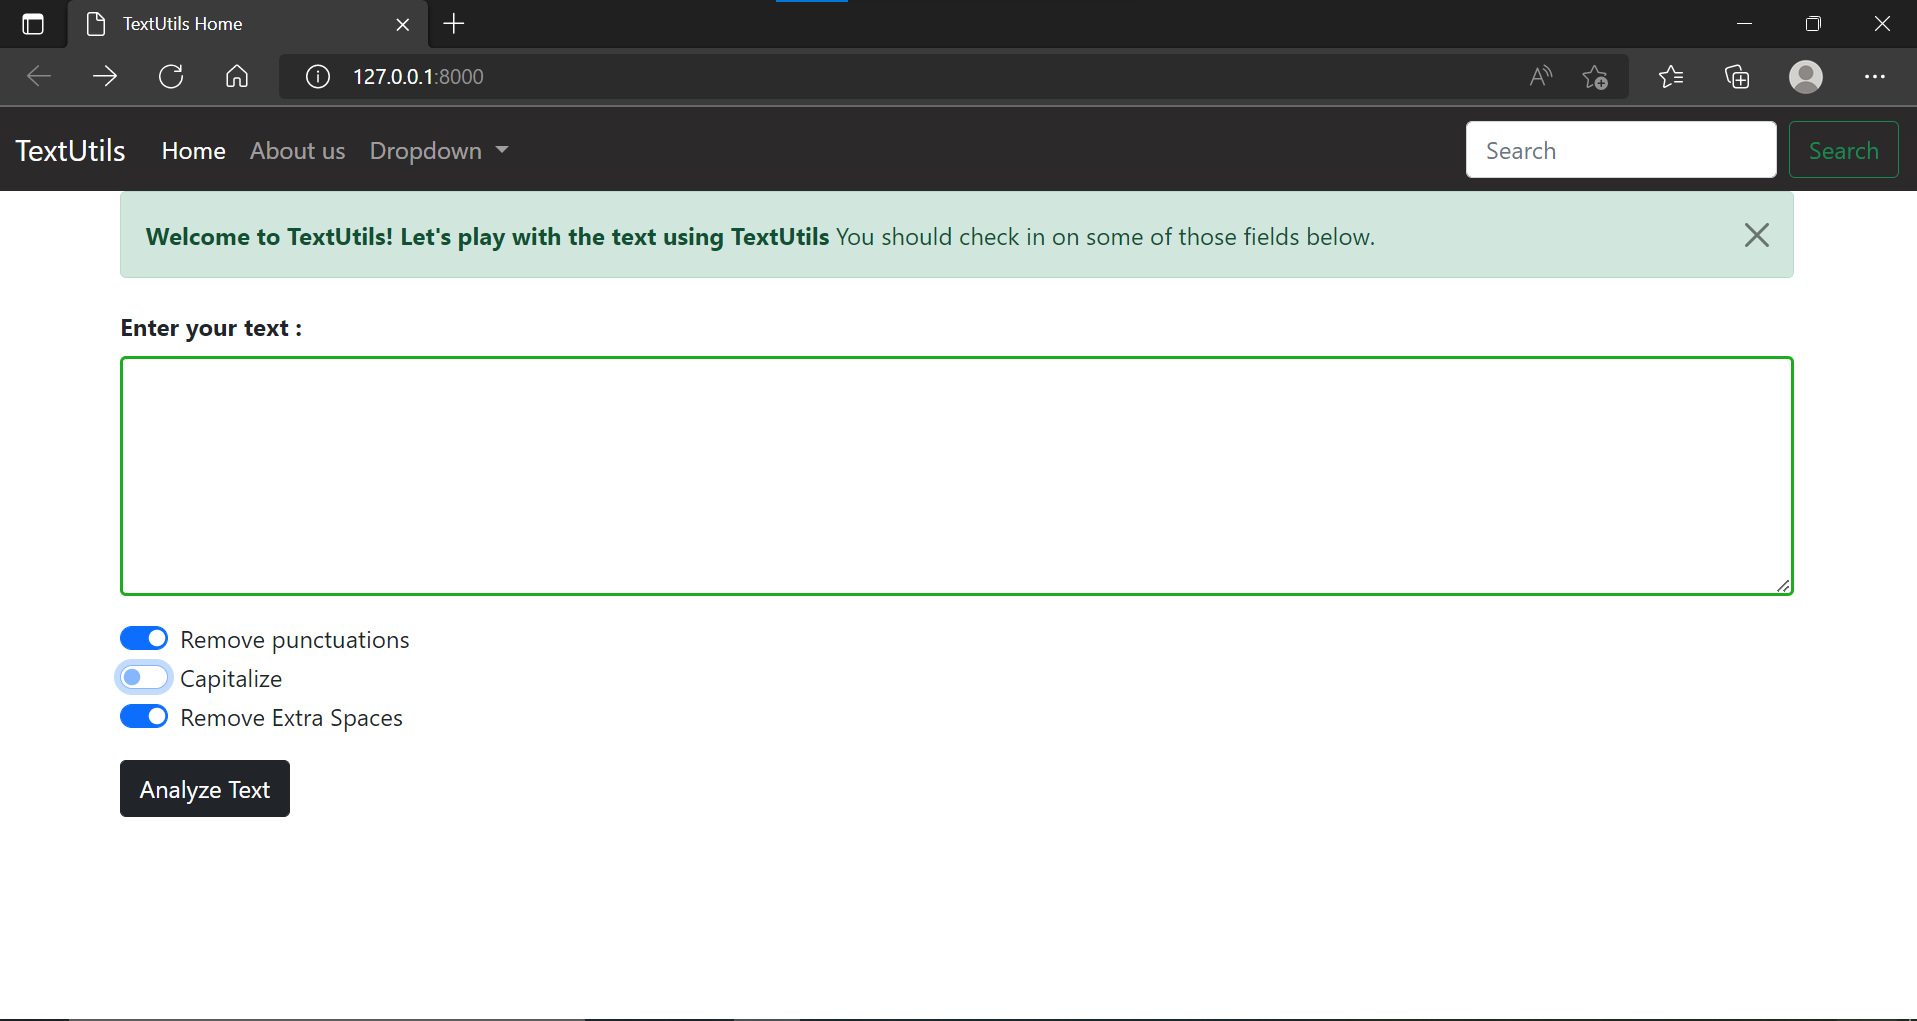 TextUtils Home
127.0.0.1:8000
TextUtils Home About us Dropdown Search Search
Welcome to TextUtils! Let's play with the text using TextUtils You should check in on some of those fields below.
Enter your text :
Remove punctuations
Capitalize
Remove Extra Spaces
Analyze Text